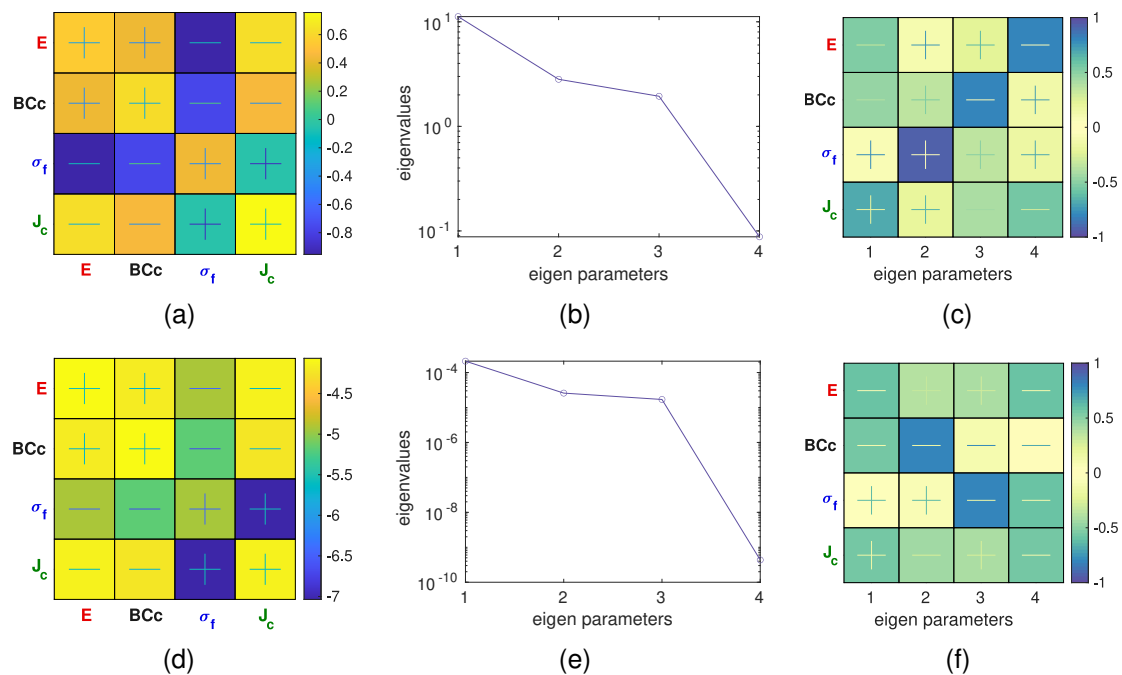 E
BCc
σf
Jc
E BCc σf Jc
0.6
0.4
0.2
0
-0.2
-0.4
-0.6
-0.8
(a)
eigenvalues
10^1
10^0
10^-1
1 2 3 4
eigen parameters
(b)
E
BCc
σf
Jc
1 2 3 4
eigen parameters
1
0.5
0
-0.5
-1
(c)
E
BCc
σf
Jc
E BCc σf Jc
-4.5
-5
-5.5
-6
-6.5
-7
(d)
eigenvalues
10^-4
10^-6
10^-8
10^-10
1 2 3 4
eigen parameters
(e)
E
BCc
σf
Jc
1 2 3 4
eigen parameters
1
0.5
0
-0.5
-1
(f)